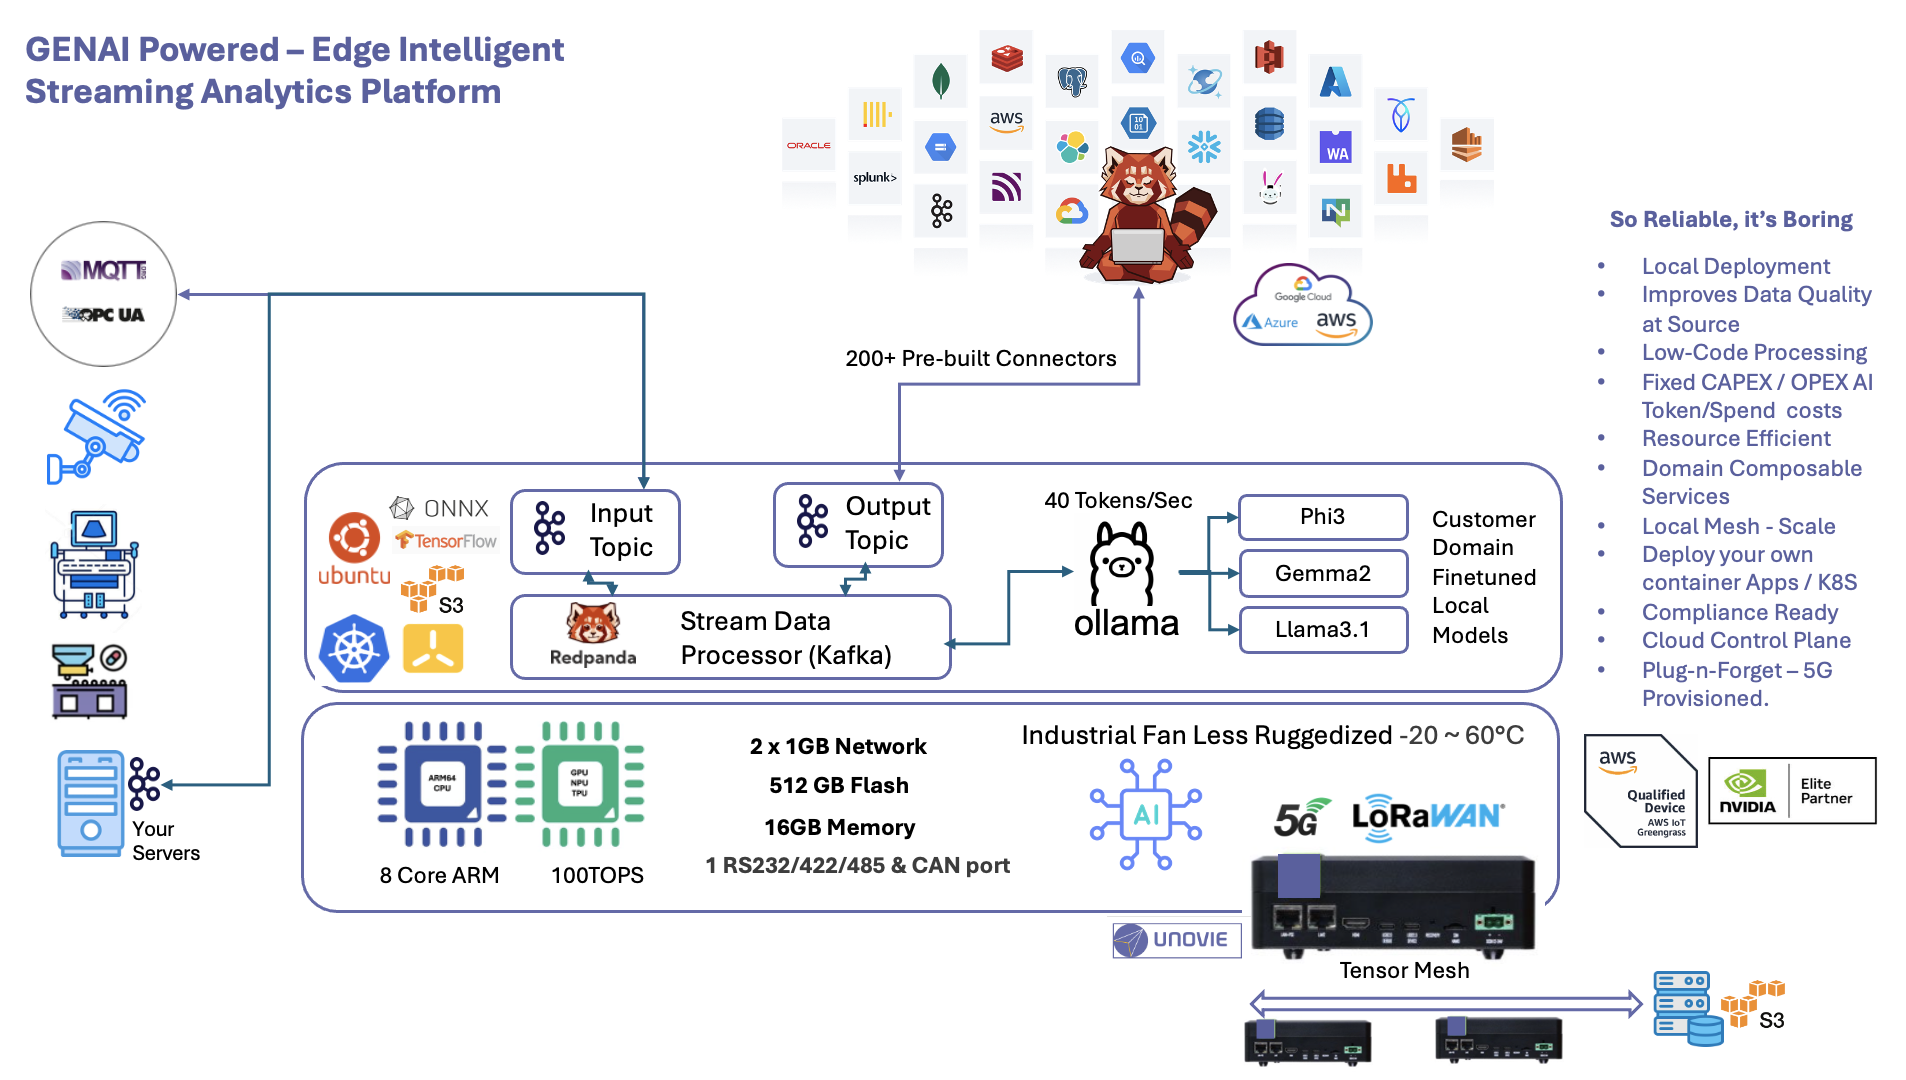 GENAI Powered – Edge Intelligent
Streaming Analytics Platform
ORACLE
splunk>
aws
10
01
WA
MQTT
OPC UA
Google Cloud
Azure
aws
200+ Pre-built Connectors
So Reliable, it’s Boring
• Local Deployment
• Improves Data Quality
at Source
• Low-Code Processing
• Fixed CAPEX / OPEX AI
Token/Spend costs
• Resource Efficient
• Domain Composable
Services
• Local Mesh - Scale
• Deploy your own
container Apps / K8S
• Compliance Ready
• Cloud Control Plane
• Plug-n-Forget – 5G
Provisioned.
ONNX
TensorFlow
ubuntu
S3
Input
Topic
Output
Topic
Redpanda
Stream Data
Processor (Kafka)
40 Tokens/Sec
ollama
Phi3
Gemma2
Llama3.1
Customer
Domain
Finetuned
Local
Models
Your
Servers
ARM64
CPU
8 Core ARM
GPU
NPU
TPU
100TOPS
2 x 1GB Network
512 GB Flash
16GB Memory
1 RS232/422/485 & CAN port
Industrial Fan Less Ruggedized -20 ~ 60°C
AI
5G
LoRaWAN
aws
Qualified
Device
AWS IoT
Greengrass
NVIDIA
Elite
Partner
UNOVIE
Tensor Mesh
S3